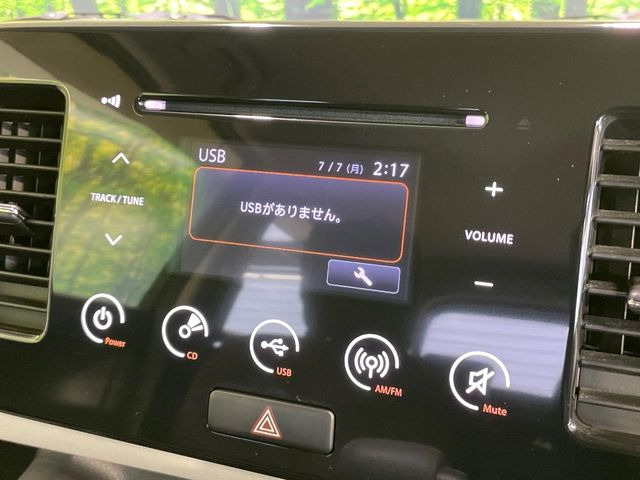 USB
7/7(月) 2:17
USBがありません。
TRACK/TUNE
+
VOLUME
−
Power
CD
USB
AM/FM
Mute